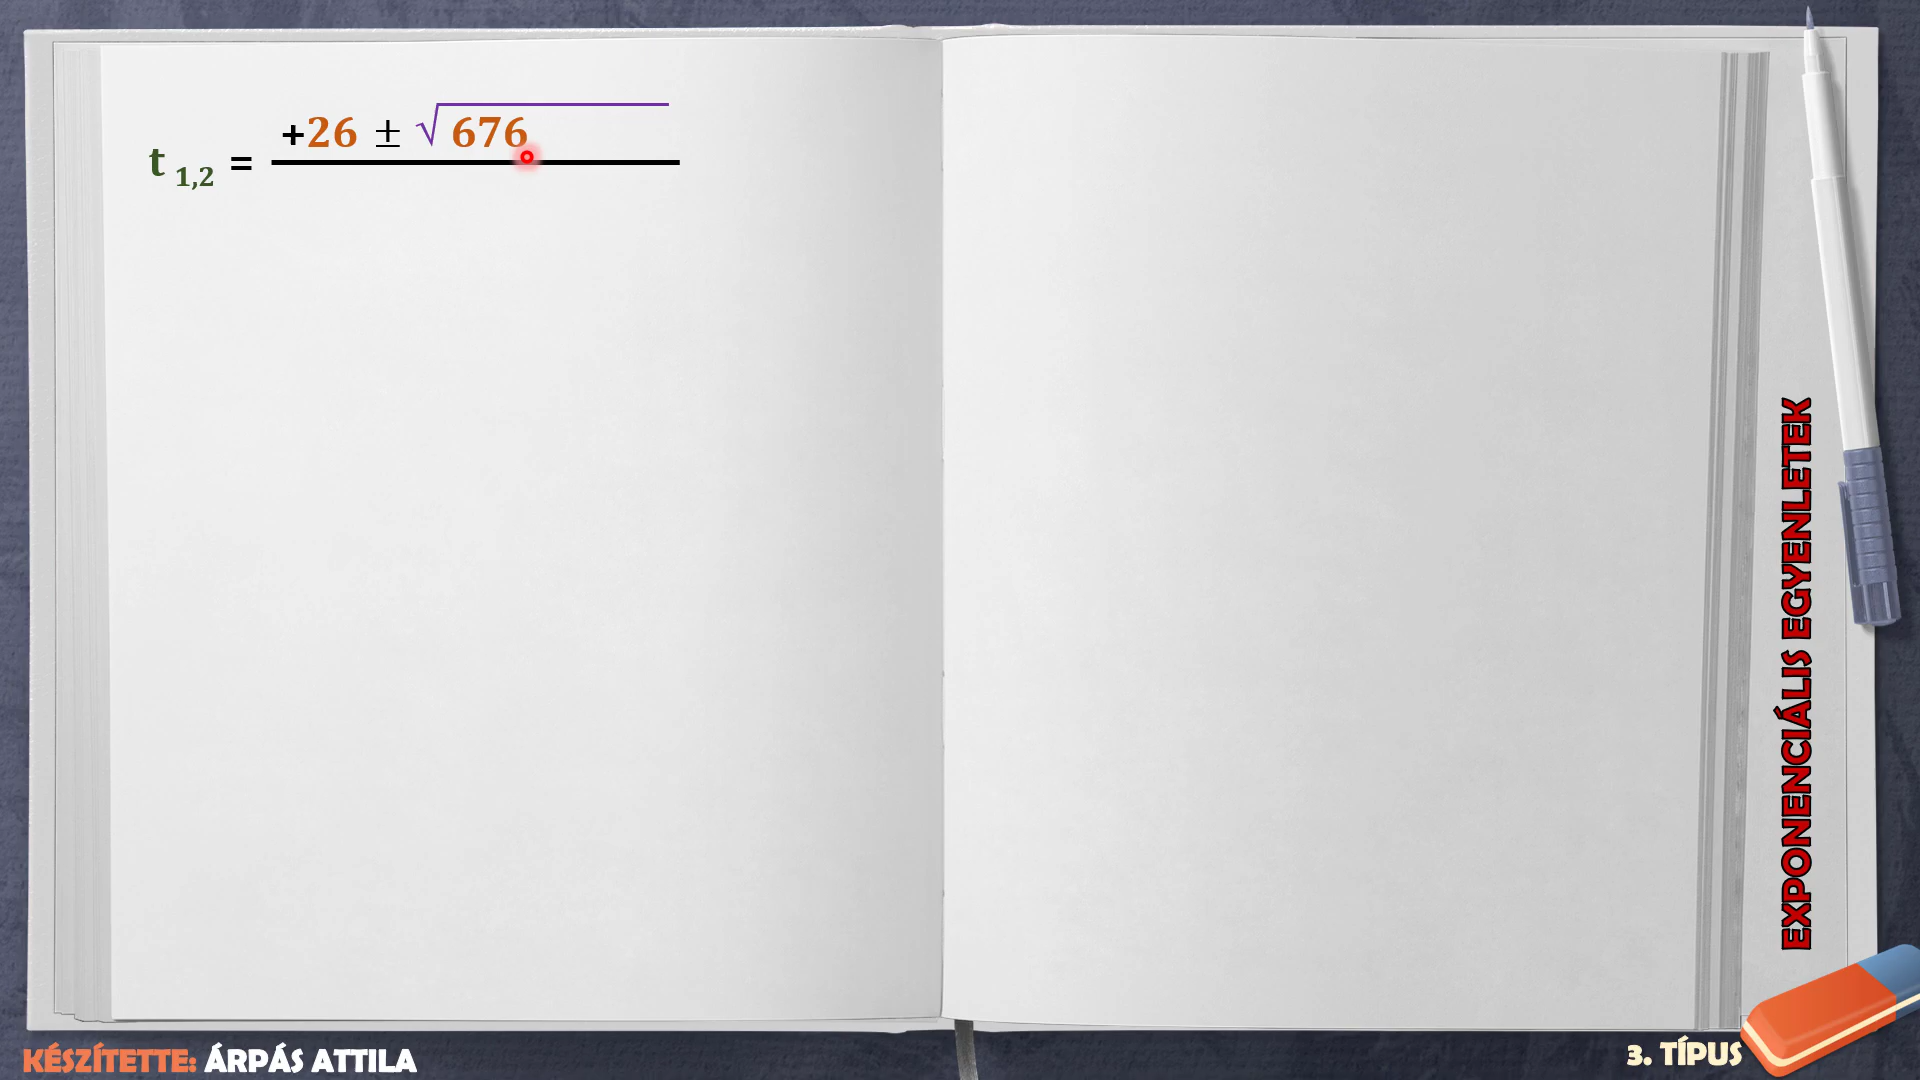 t 1,2 = +26 ± √676
EXPONENCIÁLIS EGYENLETEK
KÉSZÍTETTE: ÁRPÁS ATTILA
3. TÍPUS